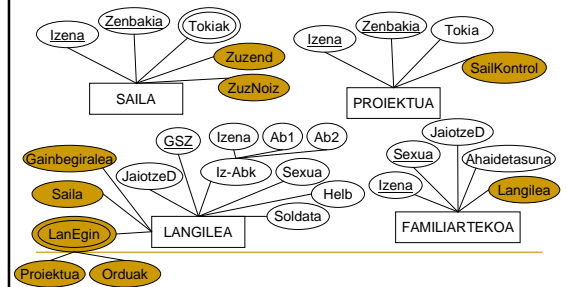 Izena
Zenbakia
Tokiak
Zuzend
ZuzNoiz
SAILA
Izena
Zenbakia
Tokia
SailKontrol
PROIEKTUA
Gainbegiralea
Saila
LanEgin
Proiektua
Orduak
JaiotzeD
GSZ
Izena
Ab1
Ab2
Iz-Abk
Sexua
Helb
Soldata
LANGILEA
JaiotzeD
Sexua
Ahaidetasuna
Izena
Langilea
FAMILIARTEKOA